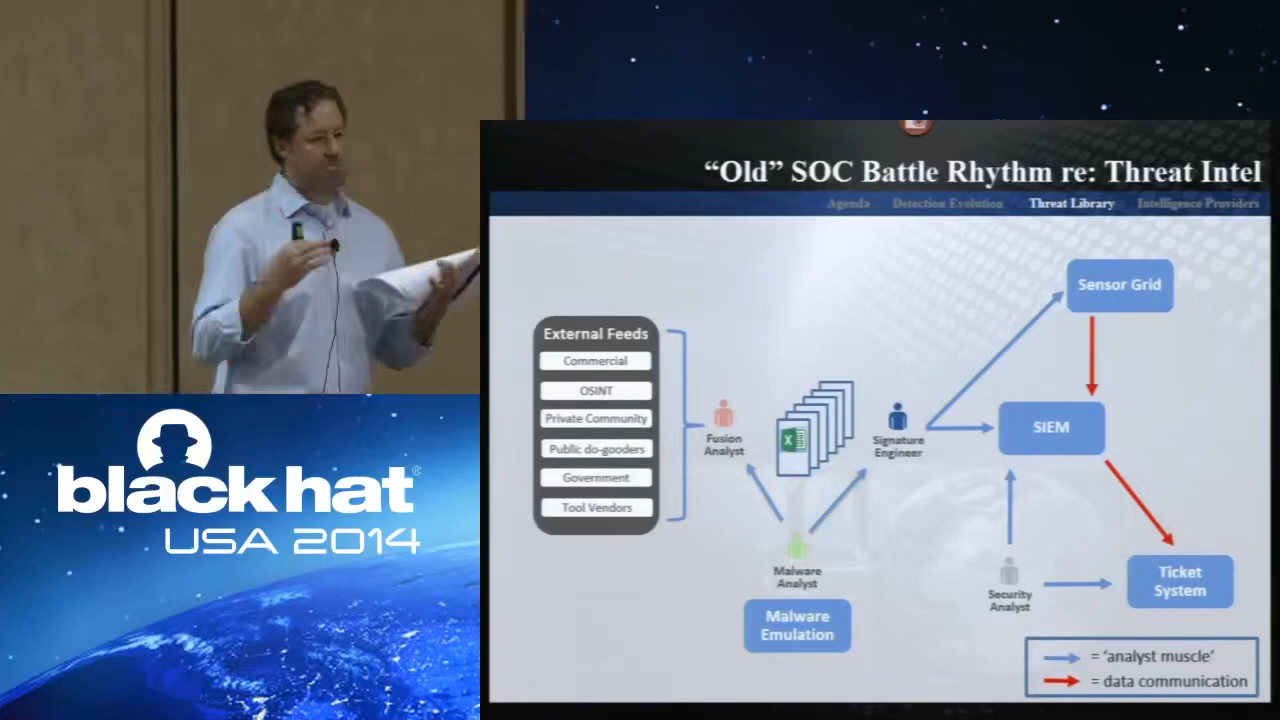 "Old" SOC Battle Rhythm re: Threat Intel
Agenda Detection Evolution Threat Library Intelligence Providers
External Feeds
Commercial
OSINT
Private Community
Public do-gooders
Government
Tool Vendors
Fusion
Analyst
X
Signature
Engineer
Sensor Grid
SIEM
Malware
Analyst
Malware
Emulation
Security
Analyst
Ticket
System
= 'analyst muscle'
= data communication
black hat®
USA 2014